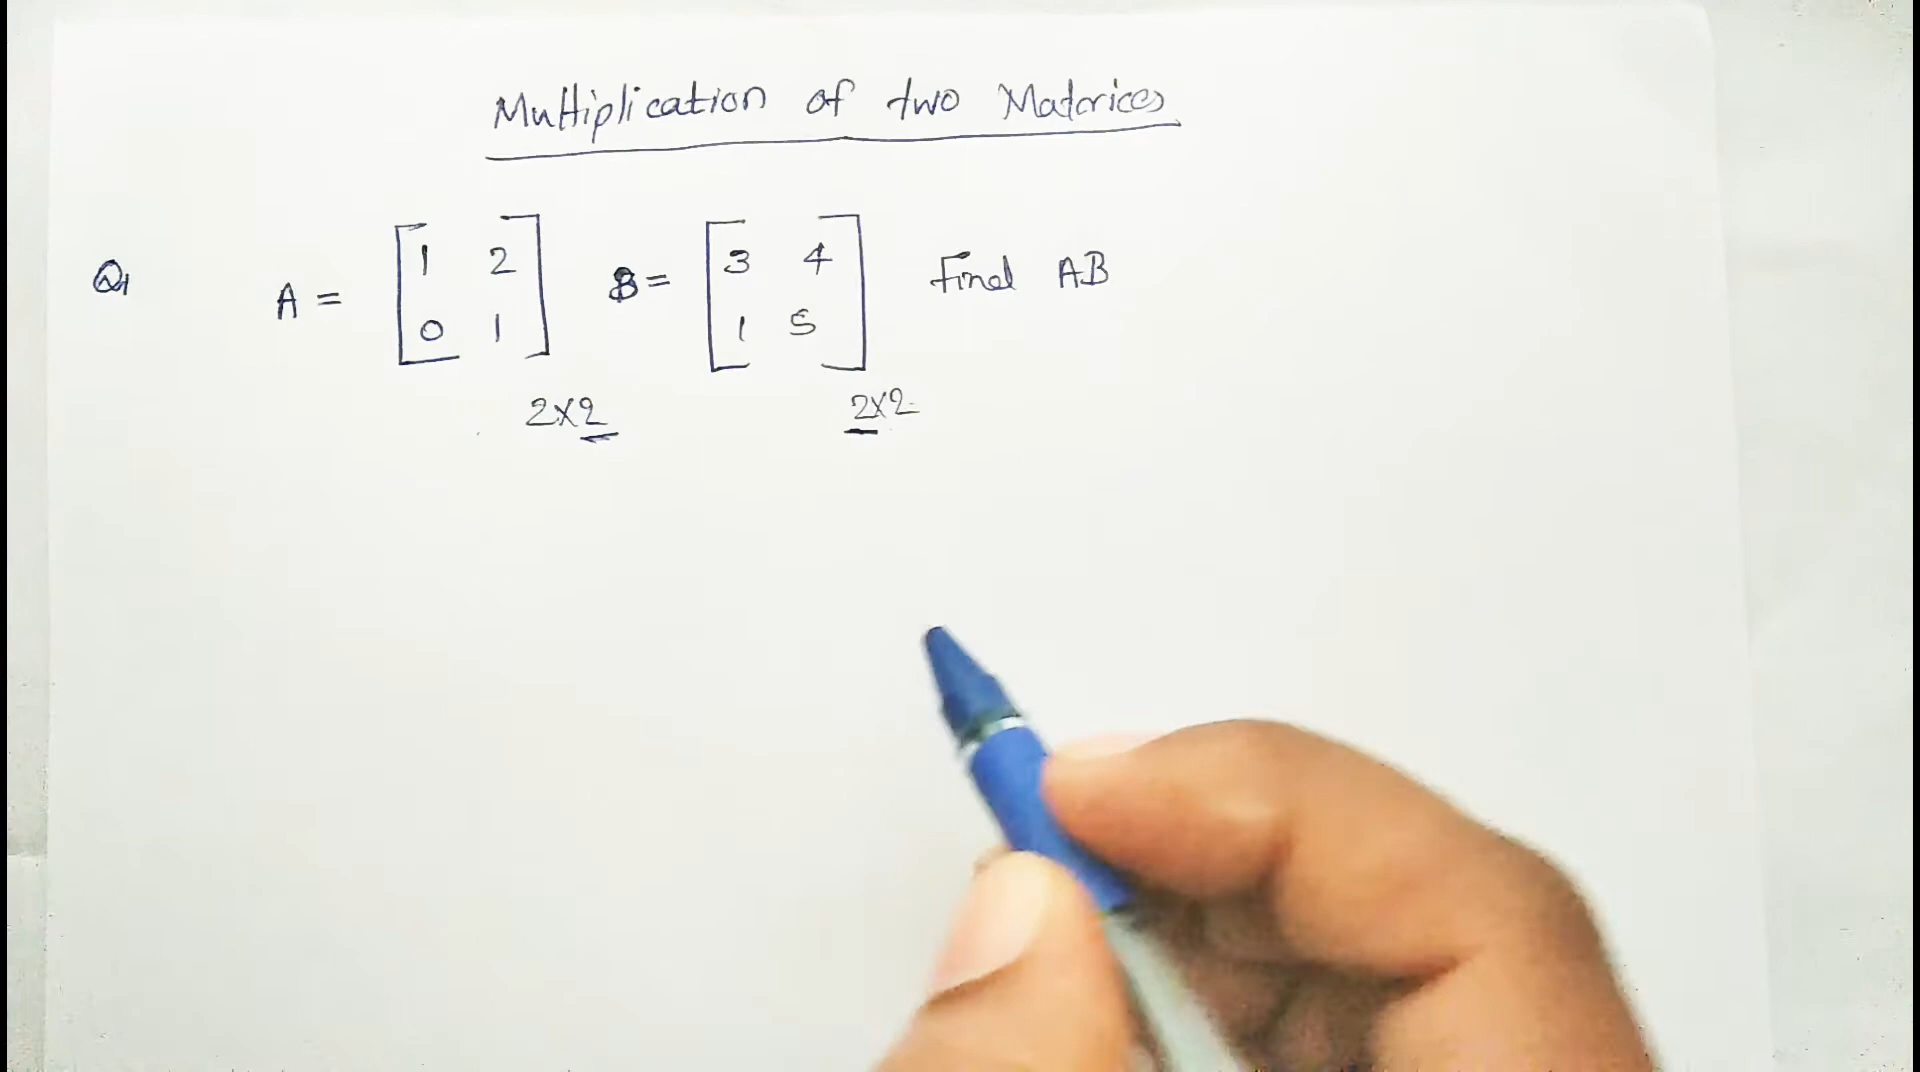 Multiplication of two Matrices
Q1 A = [1 2 B = [3 4 Find AB
0 1] 1 5]
2x2 2x2